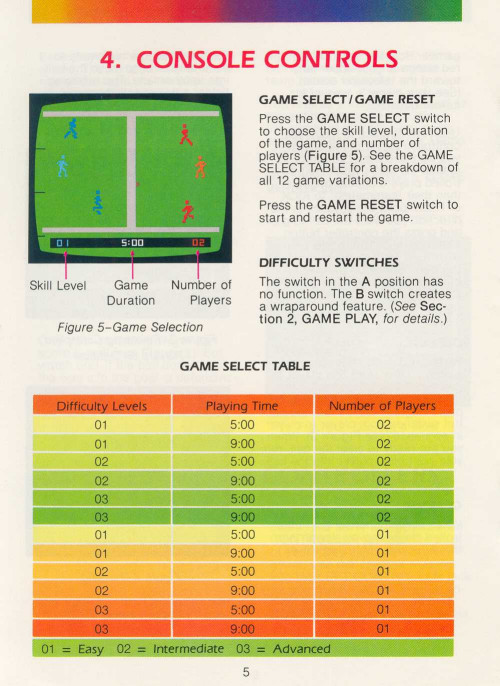 4. CONSOLE CONTROLS
01 5:00 02
Skill Level Game Duration Number of Players
Figure 5–Game Selection
GAME SELECT/GAME RESET
Press the GAME SELECT switch
to choose the skill level, duration
of the game, and number of
players (Figure 5). See the GAME
SELECT TABLE for a breakdown of
all 12 game variations.
Press the GAME RESET switch to
start and restart the game.
DIFFICULTY SWITCHES
The switch in the A position has
no function. The B switch creates
a wraparound feature. (See Sec-
tion 2, GAME PLAY, for details.)
GAME SELECT TABLE
Difficulty Levels Playing Time Number of Players
01 5:00 02
01 9:00 02
02 5:00 02
02 9:00 02
03 5:00 02
03 9:00 02
01 5:00 01
01 9:00 01
02 5:00 01
02 9:00 01
03 5:00 01
03 9:00 01
01 = Easy 02 = Intermediate 03 = Advanced
5